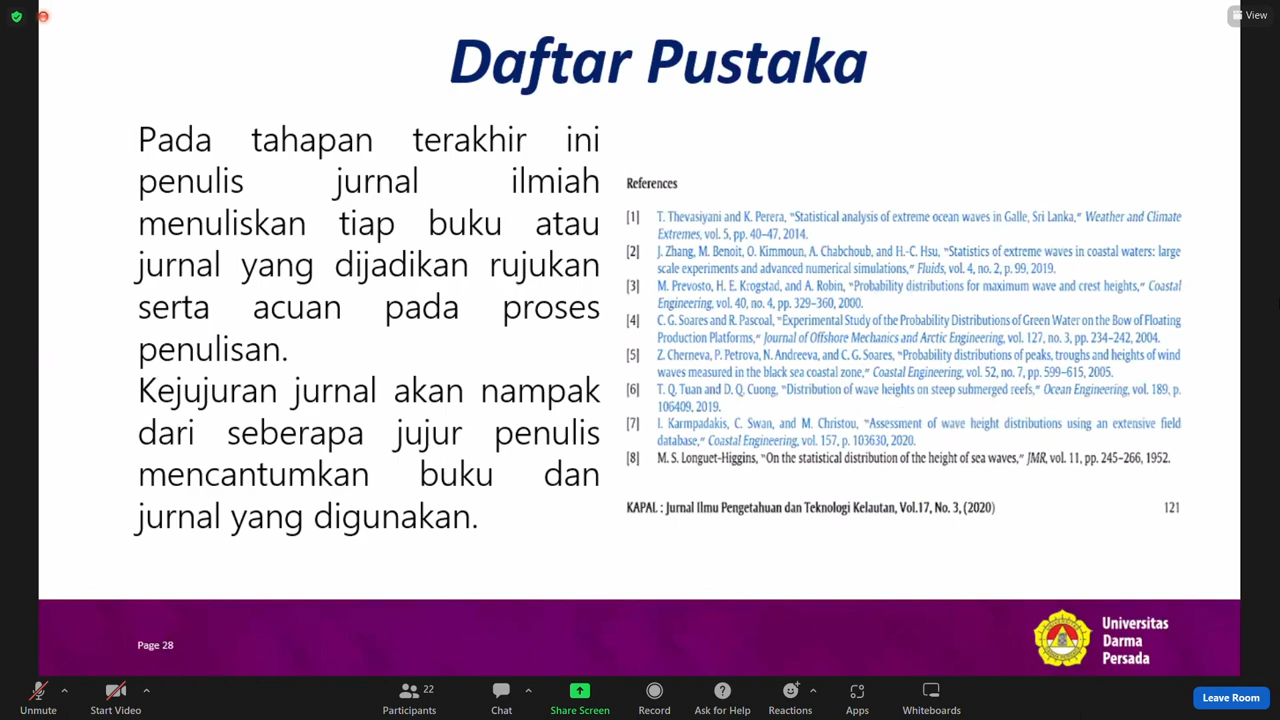 View
Daftar Pustaka
Pada tahapan terakhir ini
penulis jurnal ilmiah
menuliskan tiap buku atau
jurnal yang dijadikan rujukan
serta acuan pada proses
penulisan.
Kejujuran jurnal akan nampak
dari seberapa jujur penulis
mencantumkan buku dan
jurnal yang digunakan.
References
[1] T. Thevasiyani and K. Perera, "Statistical analysis of extreme ocean waves in Galle, Sri Lanka," Weather and Climate
Extremes, vol. 5, pp. 40–47, 2014.
[2] J. Zhang, M. Benoit, O. Kimmoun, A. Chabchoub, and H.-C. Hsu, "Statistics of extreme waves in coastal waters: large
scale experiments and advanced numerical simulations," Fluids, vol. 4, no. 2, p. 99, 2019.
[3] M. Prevosto, H. E. Krogstad, and A. Robin, "Probability distributions for maximum wave and crest heights," Coastal
Engineering, vol. 40, no. 4, pp. 329–360, 2000.
[4] C. G. Soares and R. Pascoal, "Experimental Study of the Probability Distributions of Green Water on the Bow of Floating
Production Platforms," Journal of Offshore Mechanics and Arctic Engineering, vol. 127, no. 3, pp. 234–242, 2004.
[5] Z. Cherneva, P. Petrova, N. Andreeva, and C. G. Soares, "Probability distributions of peaks, troughs and heights of wind
waves measured in the black sea coastal zone," Coastal Engineering, vol. 52, no. 7, pp. 599–615, 2005.
[6] T. Q. Tuan and D. Q. Cuong, "Distribution of wave heights on steep submerged reefs," Ocean Engineering, vol. 189, p.
106409, 2019.
[7] I. Karmpadakis, C. Swan, and M. Christou, "Assessment of wave height distributions using an extensive field
database," Coastal Engineering, vol. 157, p. 103630, 2020.
[8] M. S. Longuet-Higgins, "On the statistical distribution of the height of sea waves," JMR, vol. 11, pp. 245–266, 1952.
KAPAL : Jurnal Ilmu Pengetahuan dan Teknologi Kelautan, Vol.17, No. 3, (2020) 121
Page 28
Universitas
Darma
Persada
22
Unmute Start Video Participants Chat Share Screen Record Ask for Help Reactions Apps Whiteboards Leave Room